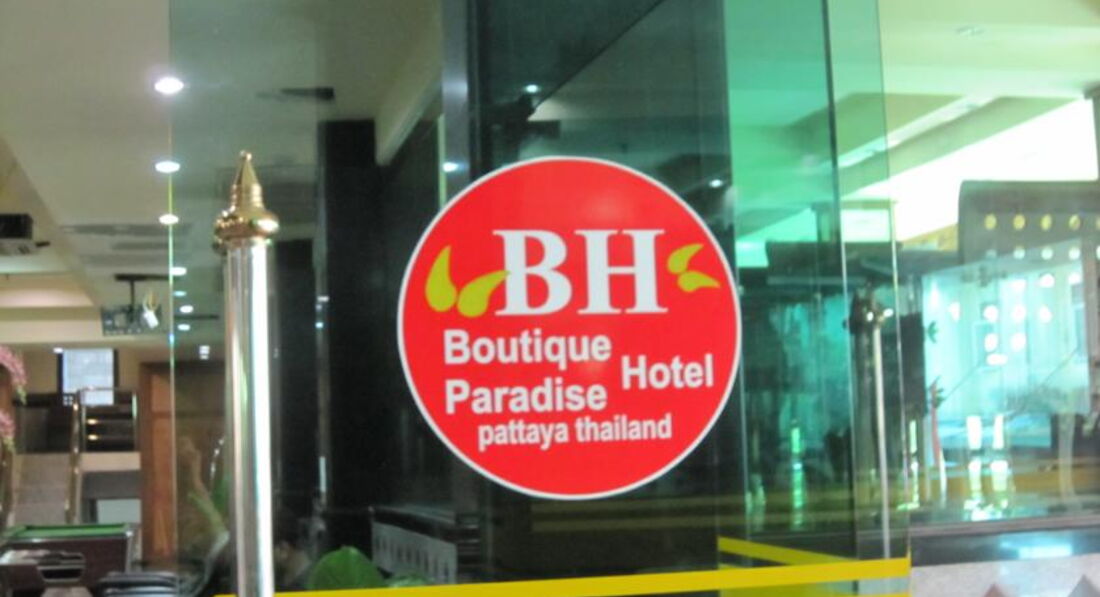 BH
Boutique
Paradise
Hotel
pattaya thailand